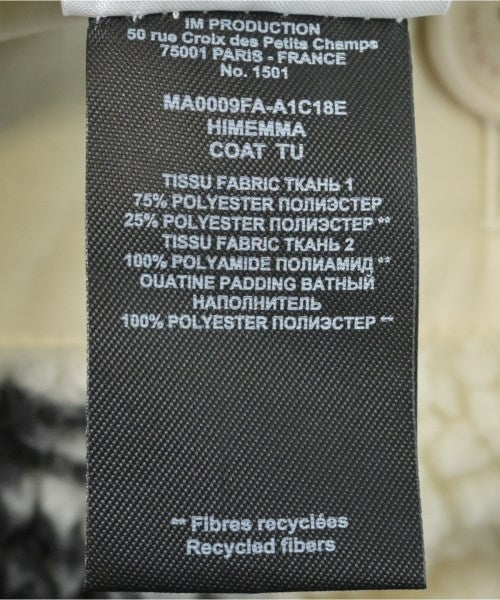 IM PRODUCTION
50 rue Croix des Petits Champs
75001 PARIS - FRANCE
No. 1501
MA0009FA-A1C18E
HIMEMMA
COAT TU
TISSU FABRIC ТКАНЬ 1
75% POLYESTER ПОЛИЭСТЕР
25% POLYESTER ПОЛИЭСТЕР **
TISSU FABRIC ТКАНЬ 2
100% POLYAMIDE ПОЛИАМИД **
OUATINE PADDING ВАТНЫЙ
НАПОЛНИТЕЛЬ
100% POLYESTER ПОЛИЭСТЕР **
** Fibres recyclées
Recycled fibers